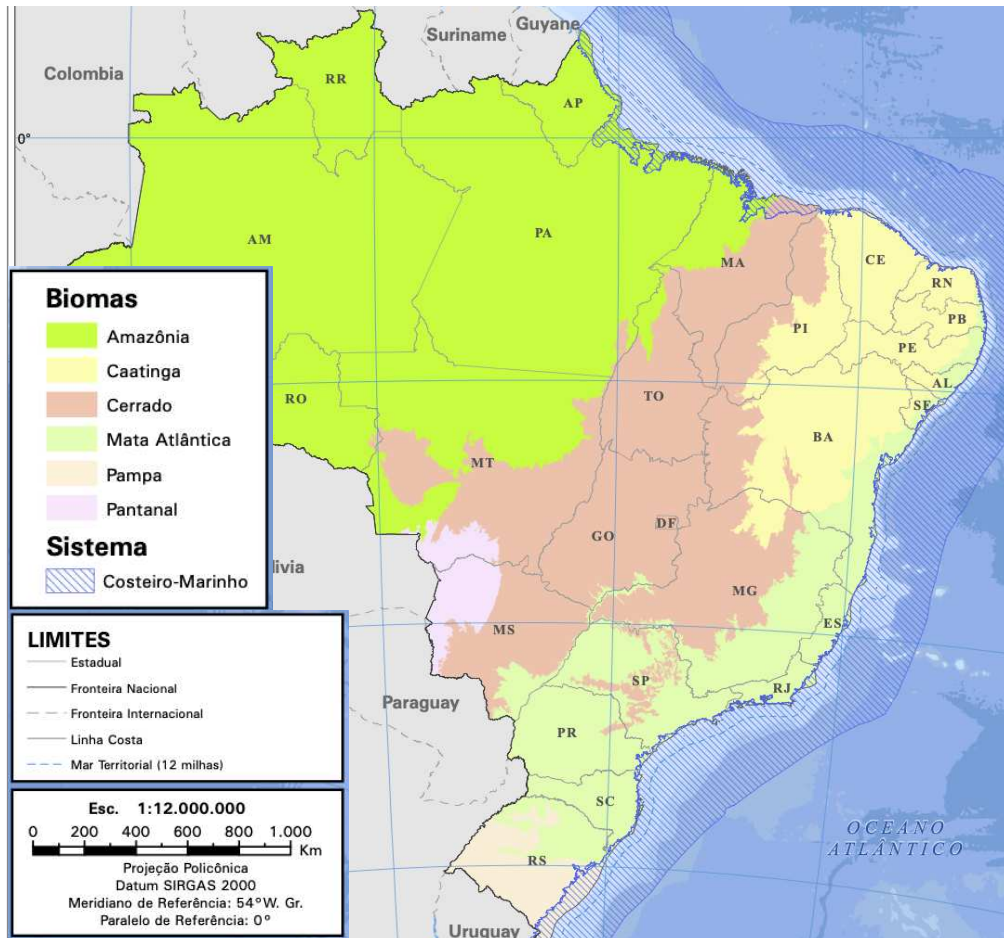 Guyane
Suriname
Colombia
RR
AP
0°
AM
PA
MA
CE
RN
PB
PI
PE
AL
SE
RO
TO
BA
MT
GO
DF
MG
MS
ES
SP
RJ
PR
SC
RS
livia
Paraguay
Uruguay
OCEANO
ATLÂNTICO
Biomas
Amazônia
Caatinga
Cerrado
Mata Atlântica
Pampa
Pantanal
Sistema
Costeiro-Marinho
LIMITES
Estadual
Fronteira Nacional
Fronteira Internacional
Linha Costa
Mar Territorial (12 milhas)
Esc. 1:12.000.000
0 200 400 600 800 1.000
Km
Projeção Policônica
Datum SIRGAS 2000
Meridiano de Referência: 54°W. Gr.
Paralelo de Referência: 0°